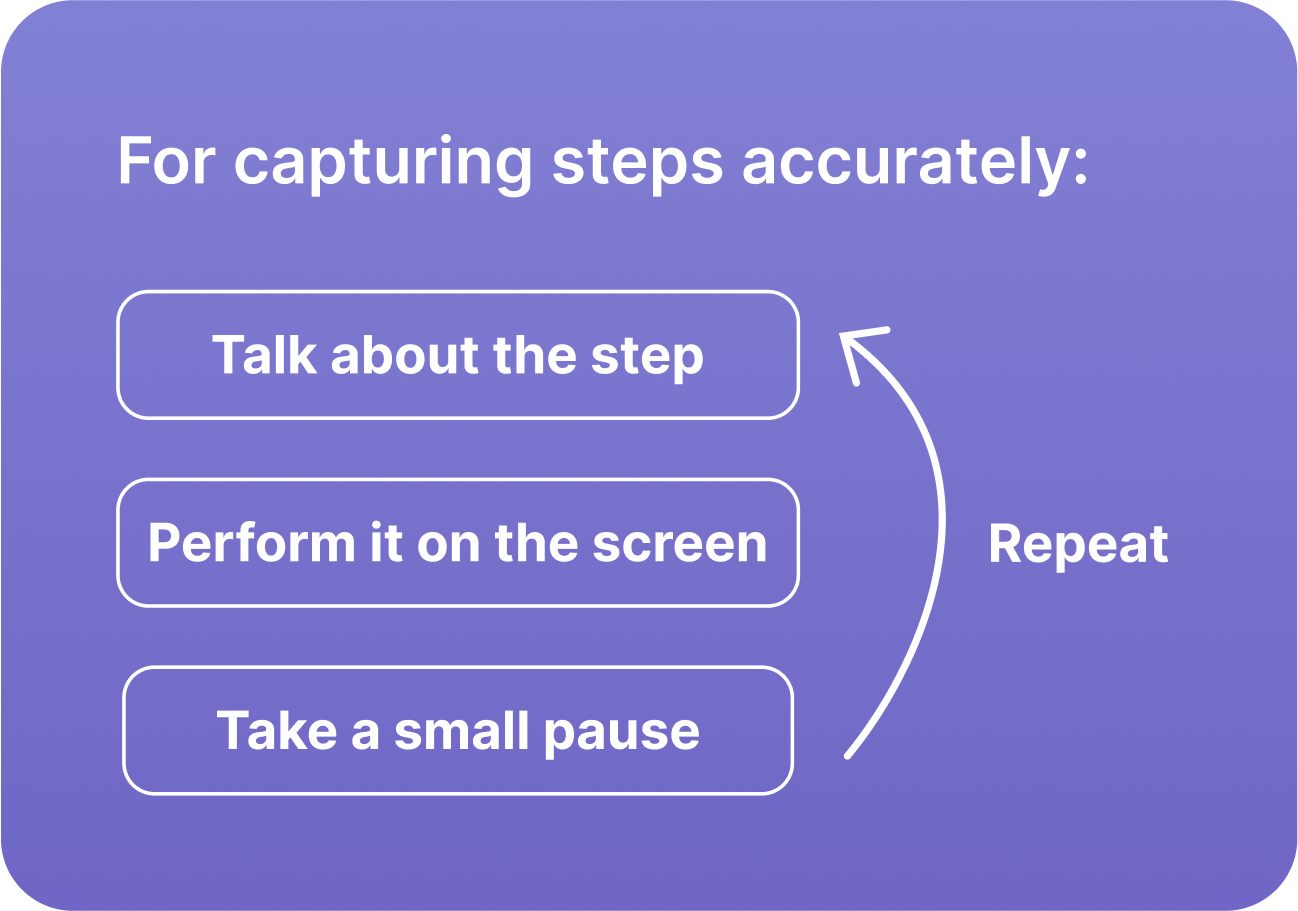 For capturing steps accurately:
Talk about the step
Perform it on the screen
Repeat
Take a small pause